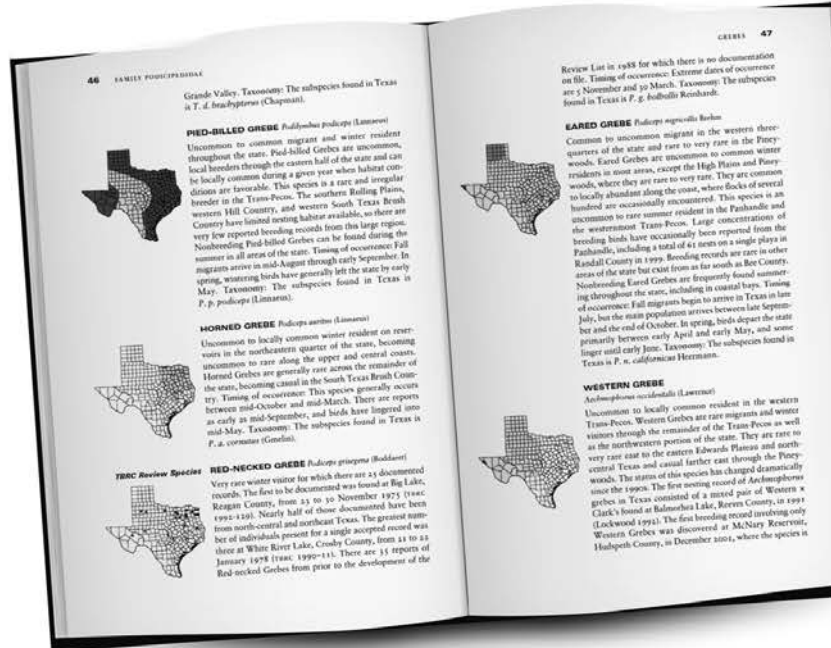 46 FAMILY PODICIPEDIDAE
Grande Valley. Taxonomy: The subspecies found in Texas
is T. d. brachypterus (Chapman).
PIED-BILLED GREBE Podilymbus podiceps (Linnaeus)
Uncommon to common migrant and winter resident
throughout the state. Pied-billed Grebes are uncommon,
local breeders through the eastern half of the state and can
be locally common during a given year when habitat con-
ditions are favorable. This species is a rare and irregular
breeder in the Trans-Pecos. The southern Rolling Plains,
western Hill Country, and western South Texas Brush
Country have limited nesting habitat available, so there are
very few reported breeding records from this large region.
Nonbreeding Pied-billed Grebes can be found during the
summer in all areas of the state. Timing of occurrence: Fall
migrants arrive in mid-August through early September. In
spring, wintering birds have generally left the state by early
May. Taxonomy: The subspecies found in Texas is
P. p. podiceps (Linnaeus).
HORNED GREBE Podiceps auritus (Linnaeus)
Uncommon to locally common winter resident on reser-
voirs in the northeastern quarter of the state, becoming
uncommon to rare along the upper and central coasts.
Horned Grebes are generally rare across the remainder of
the state, becoming casual in the South Texas Brush Coun-
try. Timing of occurrence: This species generally occurs
between mid-October and mid-March. There are reports
as early as mid-September, and birds have lingered into
mid-May. Taxonomy: The subspecies found in Texas is
P. a. cornutus (Gmelin).
TBRC Review Species RED-NECKED GREBE Podiceps grisegena (Boddaert)
Very rare winter visitor for which there are 25 documented
records. The first to be documented was found at Big Lake,
Reagan County, from 23 to 30 November 1975 (TBRC
1992-129). Nearly half of those documented have been
from north-central and northeast Texas. The greatest num-
ber of individuals present for a single accepted record was
three at White River Lake, Crosby County, from 21 to 22
January 1978 (TBRC 1990-11). There are 35 reports of
Red-necked Grebes from prior to the development of the
GREBES 47
Review List in 1988 for which there is no documentation
on file. Timing of occurrence: Extreme dates of occurrence
are 5 November and 30 March. Taxonomy: The subspecies
found in Texas is P. g. holbollii Reinhardt.
EARED GREBE Podiceps nigricollis Brehm
Common to uncommon migrant in the western three-
quarters of the state and rare to very rare in the Piney-
woods. Eared Grebes are uncommon to common winter
residents in most areas, except the High Plains and Piney-
woods, where they are rare to very rare. They are common
to locally abundant along the coast, where flocks of several
hundred are occasionally encountered. This species is an
uncommon to rare summer resident in the Panhandle and
the westernmost Trans-Pecos. Large concentrations of
breeding birds have occasionally been reported from the
Panhandle, including a total of 61 nests on a single playa in
Randall County in 1999. Breeding records are rare in other
areas of the state but exist from as far south as Bee County.
Nonbreeding Eared Grebes are frequently found summer-
ing throughout the state, including in coastal bays. Timing
of occurrence: Fall migrants begin to arrive in Texas in late
July, but the main population arrives between late Septem-
ber and the end of October. In spring, birds depart the state
primarily between early April and early May, and some
linger until early June. Taxonomy: The subspecies found in
Texas is P. n. californicus Heermann.
WESTERN GREBE
Aechmophorus occidentalis (Lawrence)
Uncommon to locally common resident in the western
Trans-Pecos. Western Grebes are rare migrants and winter
visitors through the remainder of the Trans-Pecos as well
as the northwestern portion of the state. They are rare to
very rare east to the eastern Edwards Plateau and north-
central Texas and casual farther east through the Piney-
woods. The status of this species has changed dramatically
since the 1990s. The first nesting record of Aechmophorus
grebes in Texas consisted of a mixed pair of Western x
Clark's found at Balmorhea Lake, Reeves County, in 1991
(Lockwood 1992). The first breeding record involving only
Western Grebes was discovered at McNary Reservoir,
Hudspeth County, in December 2001, where the species is